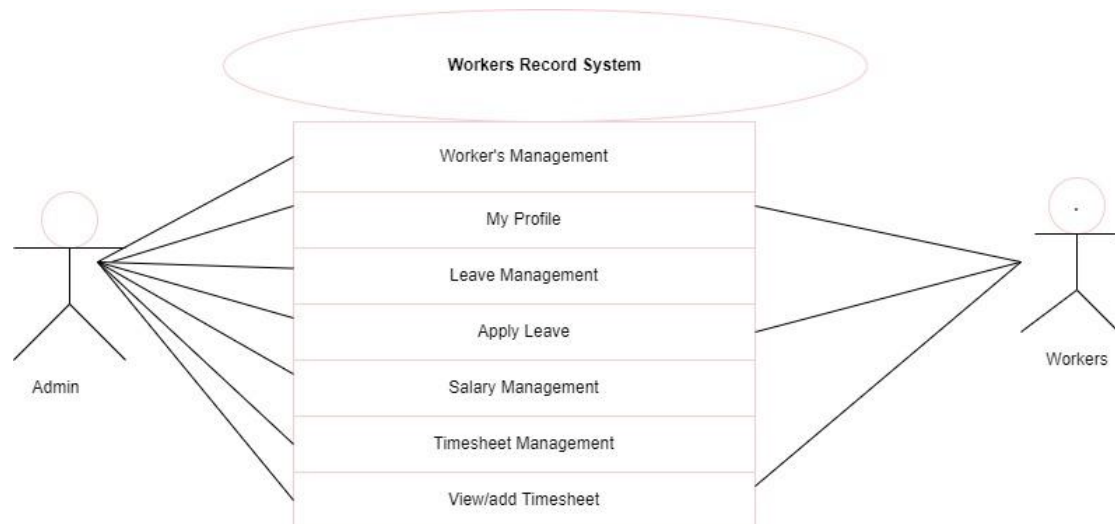 Workers Record System
Worker's Management
My Profile
Leave Management
Apply Leave
Salary Management
Timesheet Management
View/add Timesheet
Admin
Workers